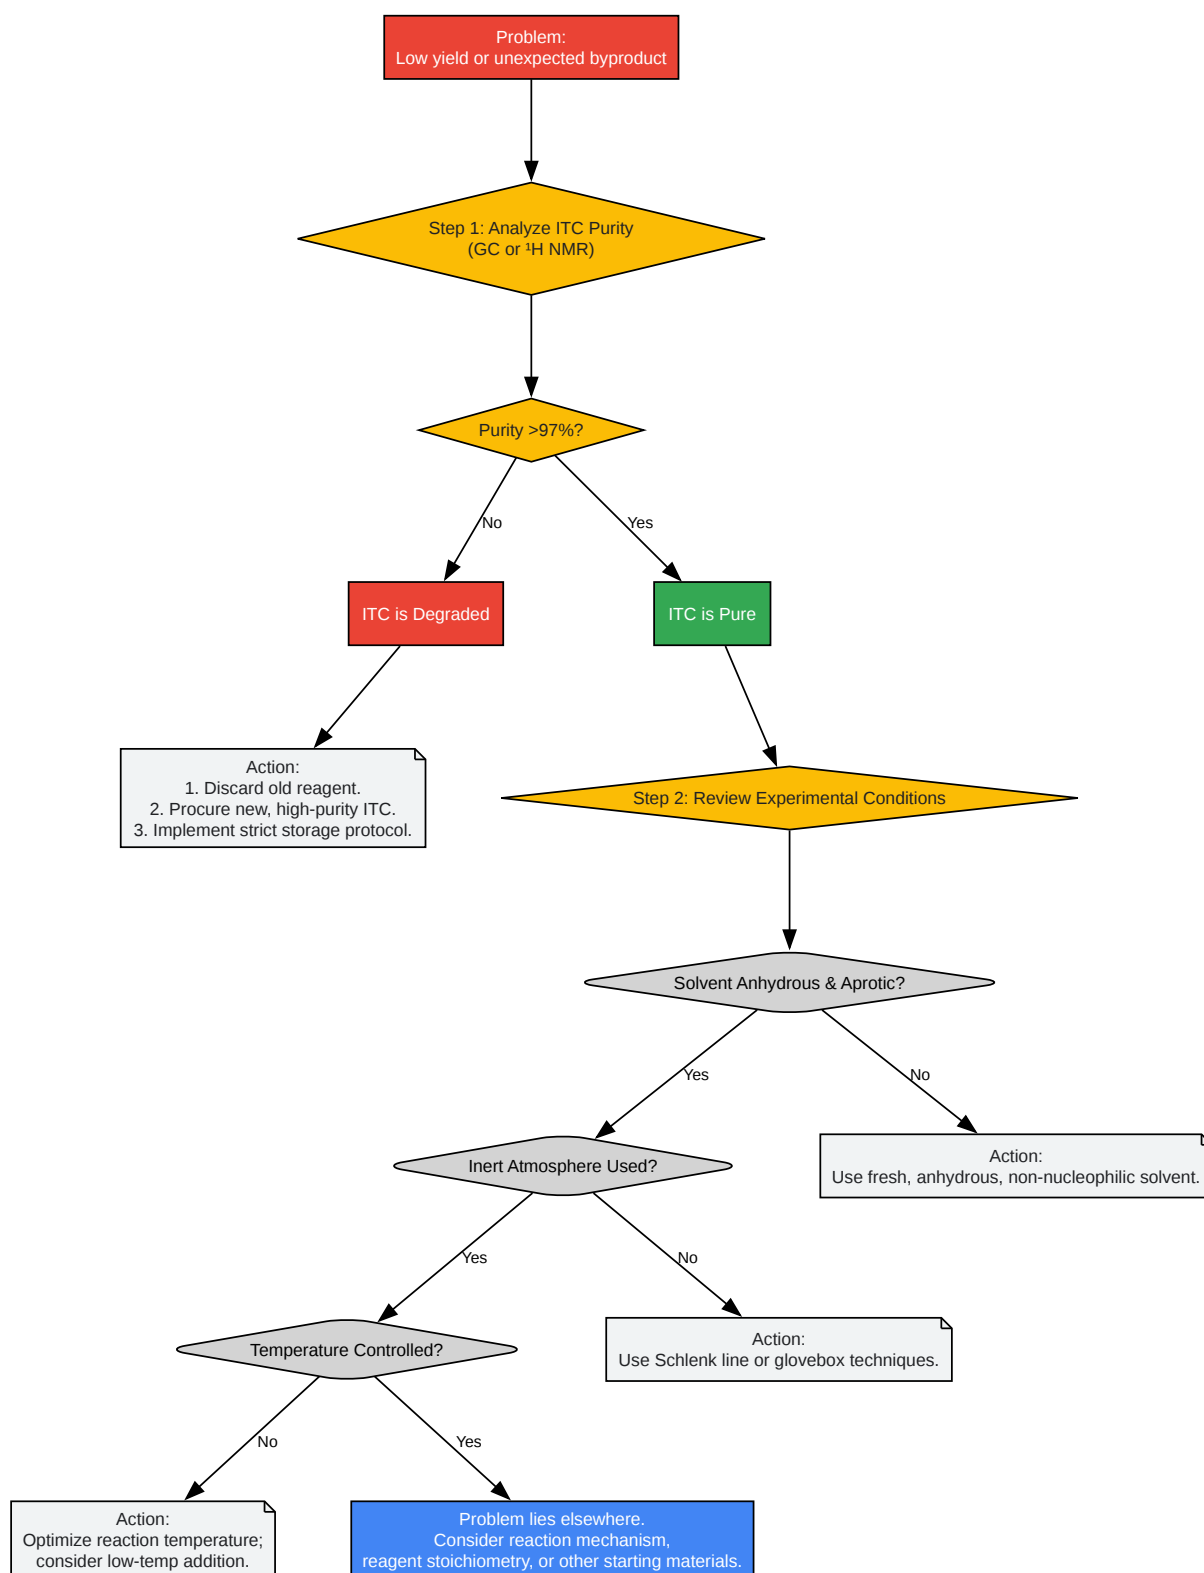 Problem:
Low yield or unexpected byproduct
Step 1: Analyze ITC Purity
(GC or ¹H NMR)
Purity >97%?
No
Yes
ITC is Degraded
ITC is Pure
Action:
1. Discard old reagent.
2. Procure new, high-purity ITC.
3. Implement strict storage protocol.
Step 2: Review Experimental Conditions
Solvent Anhydrous & Aprotic?
Yes
No
Action:
Use fresh, anhydrous, non-nucleophilic solvent.
Inert Atmosphere Used?
Yes
No
Action:
Use Schlenk line or glovebox techniques.
Temperature Controlled?
No
Yes
Action:
Optimize reaction temperature;
consider low-temp addition.
Problem lies elsewhere.
Consider reaction mechanism,
reagent stoichiometry, or other starting materials.